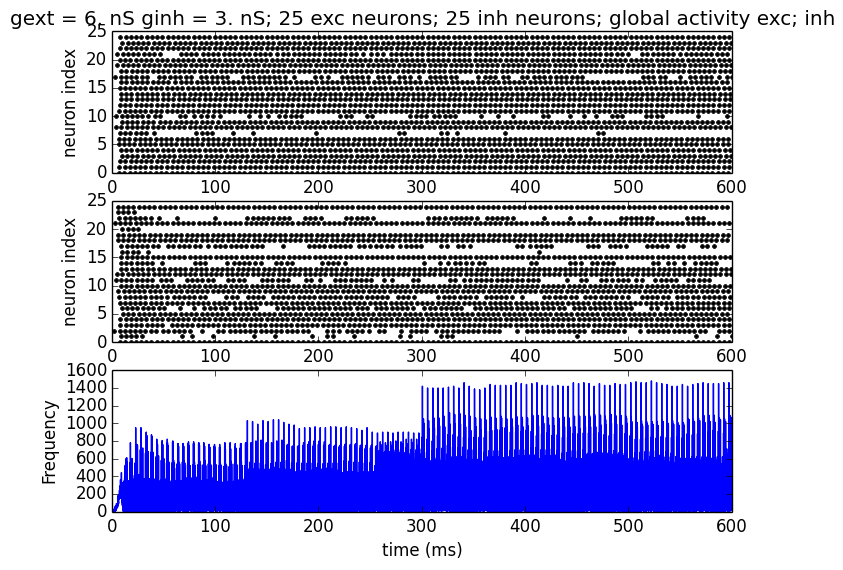 gext = 6. nS ginh = 3. nS; 25 exc neurons; 25 inh neurons; global activity exc; inh
25
20
15
10
5
0
neuron index
0 100 200 300 400 500 600
25
20
15
10
5
0
neuron index
0 100 200 300 400 500 600
1600
1400
1200
1000
800
600
400
200
0
Frequency
0 100 200 300 400 500 600
time (ms)